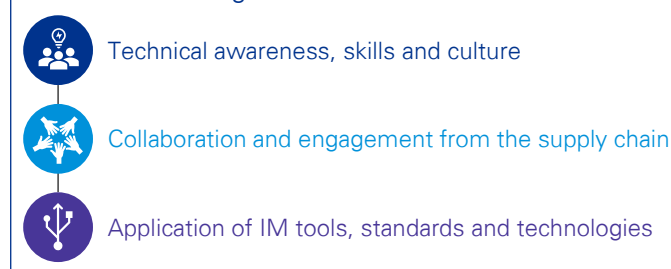 Technical awareness, skills and culture
Collaboration and engagement from the supply chain
Application of IM tools, standards and technologies